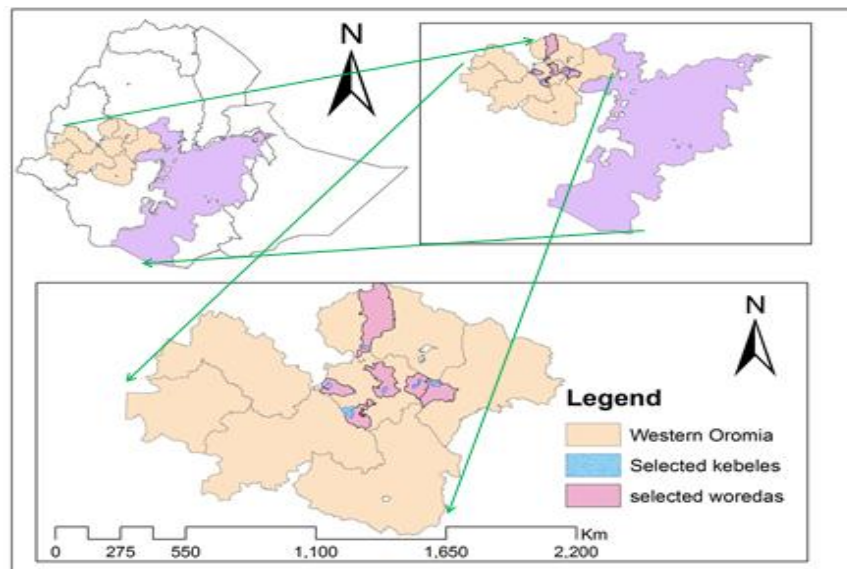 N
N
Legend
Western Oromia
Selected kebeles
selected woredas
Km
0 275 550 1,100 1,650 2,200